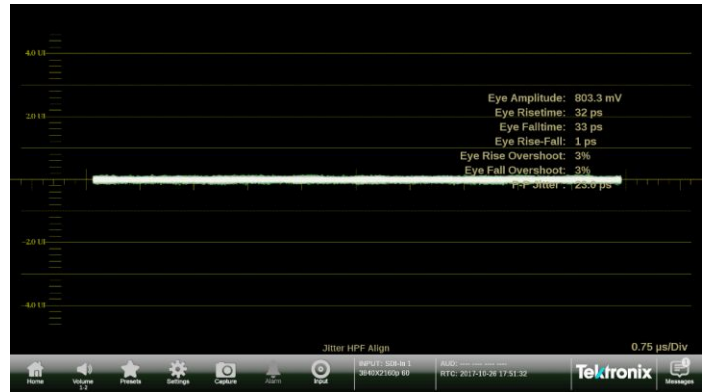 4.0 UI
2.0 UI
-2.0 UI
-4.0 UI
Eye Amplitude: 803.3 mV
Eye Risetime: 32 ps
Eye Falltime: 33 ps
Eye Rise-Fall: 1 ps
Eye Rise Overshoot: 3%
Eye Fall Overshoot: 3%
P-P Jitter : 23.0 ps
Jitter HPF Align
0.75 µs/Div
Home
Volume
1-2
Presets
Settings
Capture
Alarm
Input
INPUT: SDI-In 1
3840X2160p 60
AUD: ---- ---- ---- ----
RTC: 2017-10-26 17:51:32
Tektronix
Messages